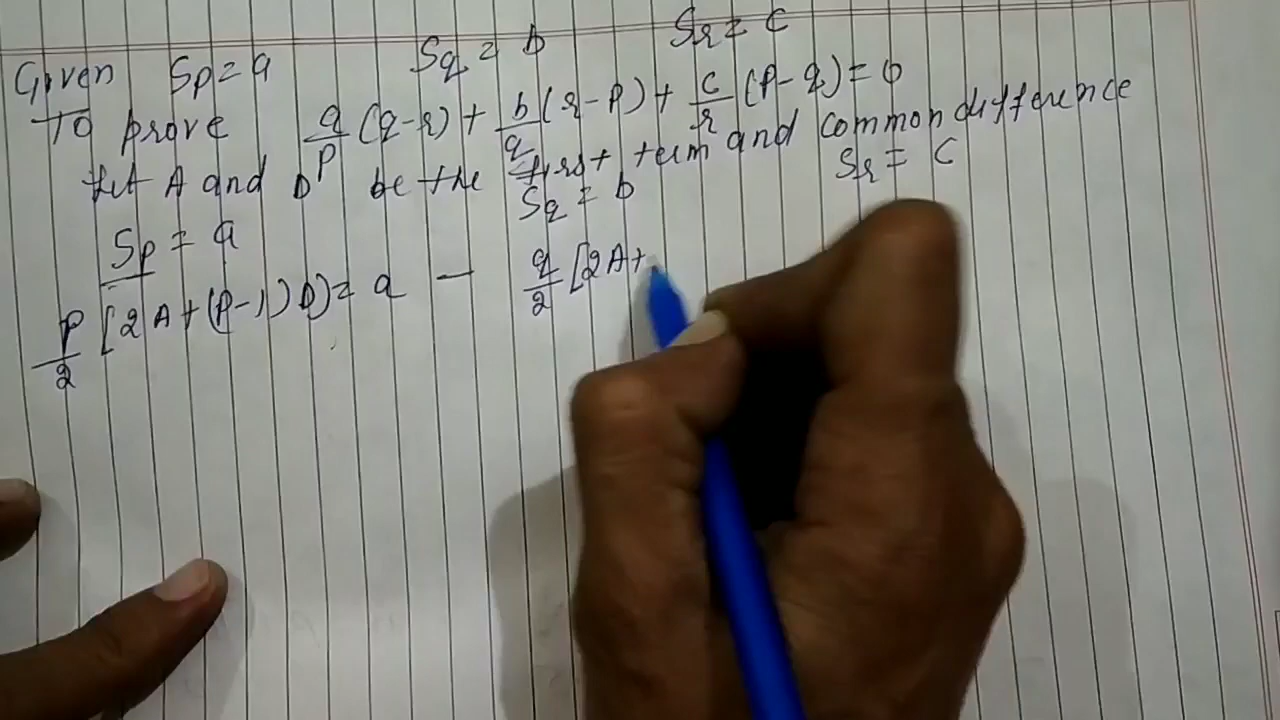 Given Sp = a Sq = b Sr = c
To prove a/p (q-r) + b/q (r-p) + c/r (p-q) = 0
Let A and D be the first term and common difference
Sp = a Sq = b Sr = c
p/2 [2A+(p-1)D] = a — q/2 [2A+